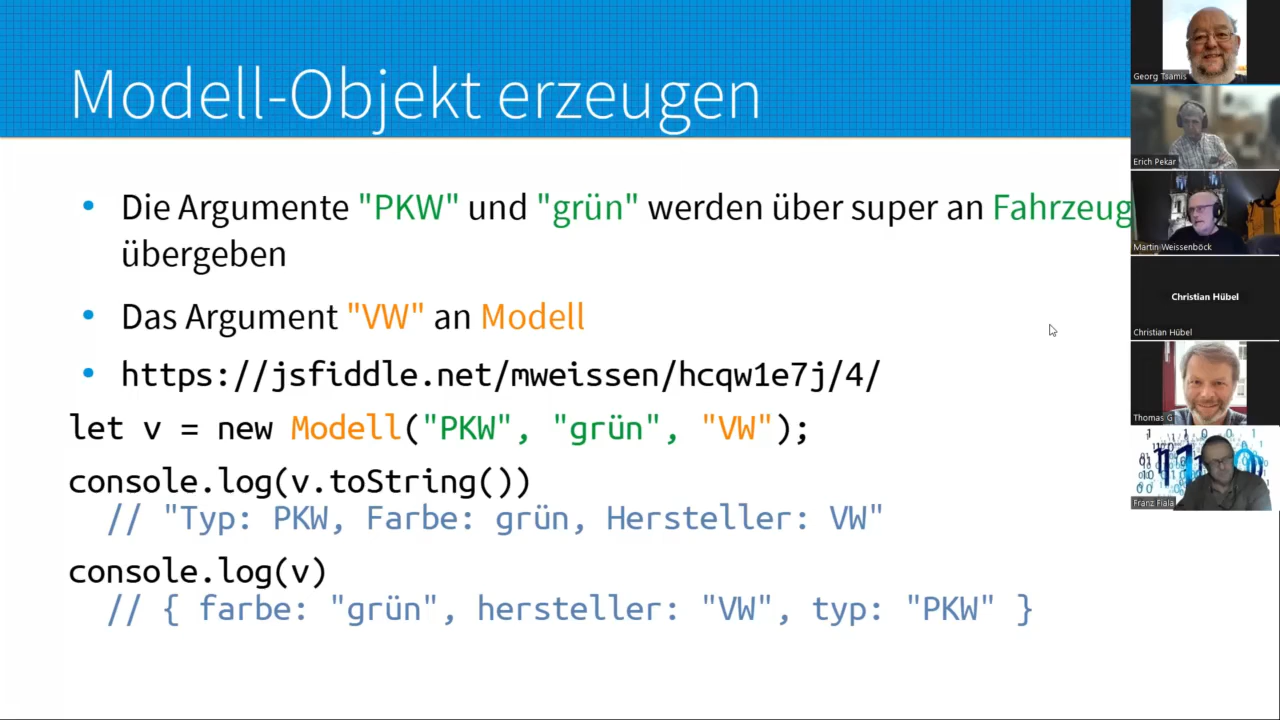 Modell-Objekt erzeugen
Die Argumente "PKW" und "grün" werden über super an Fahrzeug
übergeben
Das Argument "VW" an Modell
https://jsfiddle.net/mweissen/hcqw1e7j/4/
let v = new Modell("PKW", "grün", "VW");
console.log(v.toString())
// "Typ: PKW, Farbe: grün, Hersteller: VW"
console.log(v)
// { farbe: "grün", hersteller: "VW", typ: "PKW" }
Georg Tsamis
Erich Pekar
Martin Weissenböck
Christian Hübel
Christian Hübel
Thomas G
Franz Fiala